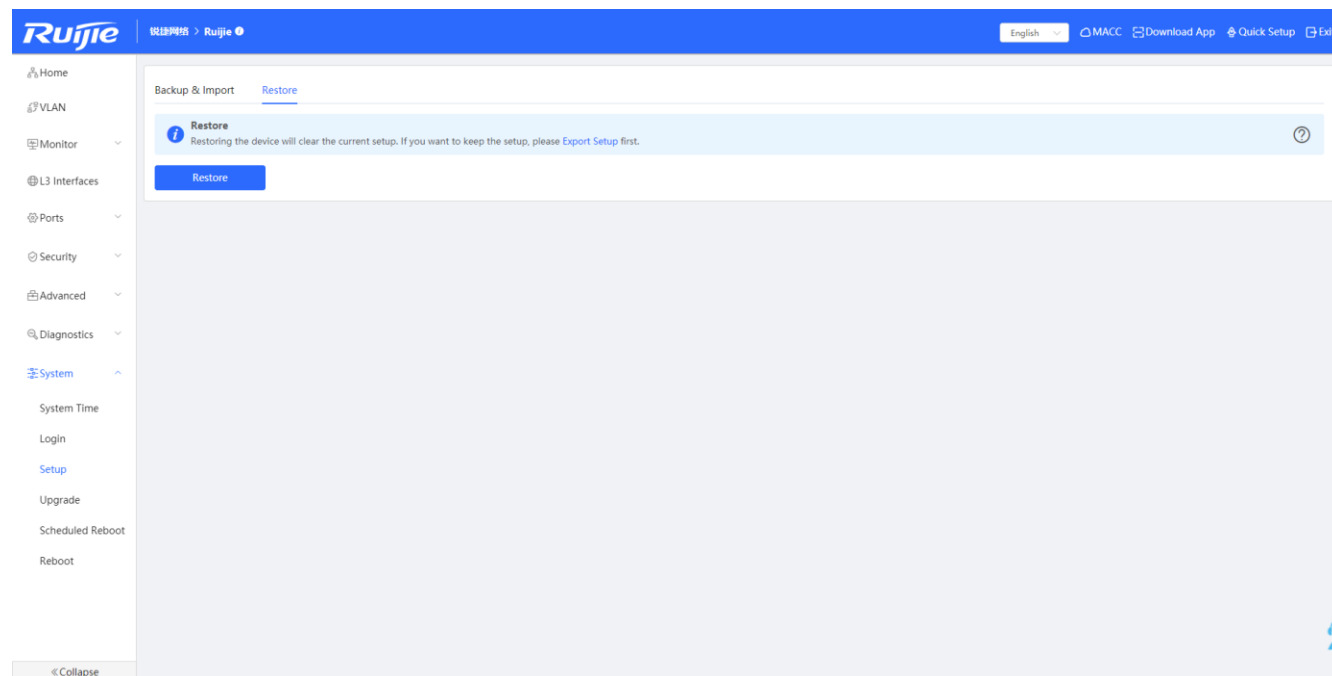 Ruijie
锐捷网络 > Ruijie
English
MACC
Download App
Quick Setup
Exi
Home
VLAN
Monitor
L3 Interfaces
Ports
Security
Advanced
Diagnostics
System
System Time
Login
Setup
Upgrade
Scheduled Reboot
Reboot
«Collapse
Backup & Import
Restore
Restore
Restoring the device will clear the current setup. If you want to keep the setup, please Export Setup first.
Restore